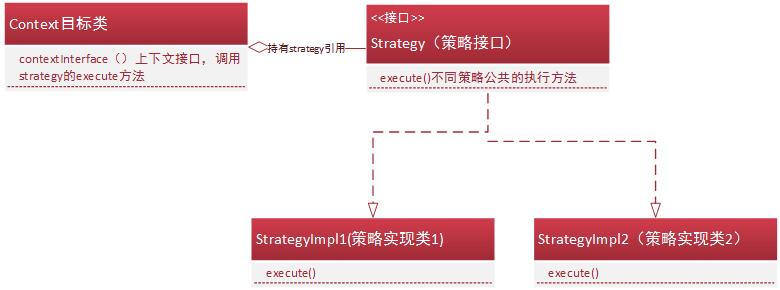 Context目标类
contextInterface（）上下文接口，调用
strategy的execute方法
持有strategy引用
<<接口>>
Strategy（策略接口）
execute()不同策略公共的执行方法
StrategyImpl1(策略实现类1)
execute()
StrategyImpl2（策略实现类2）
execute()